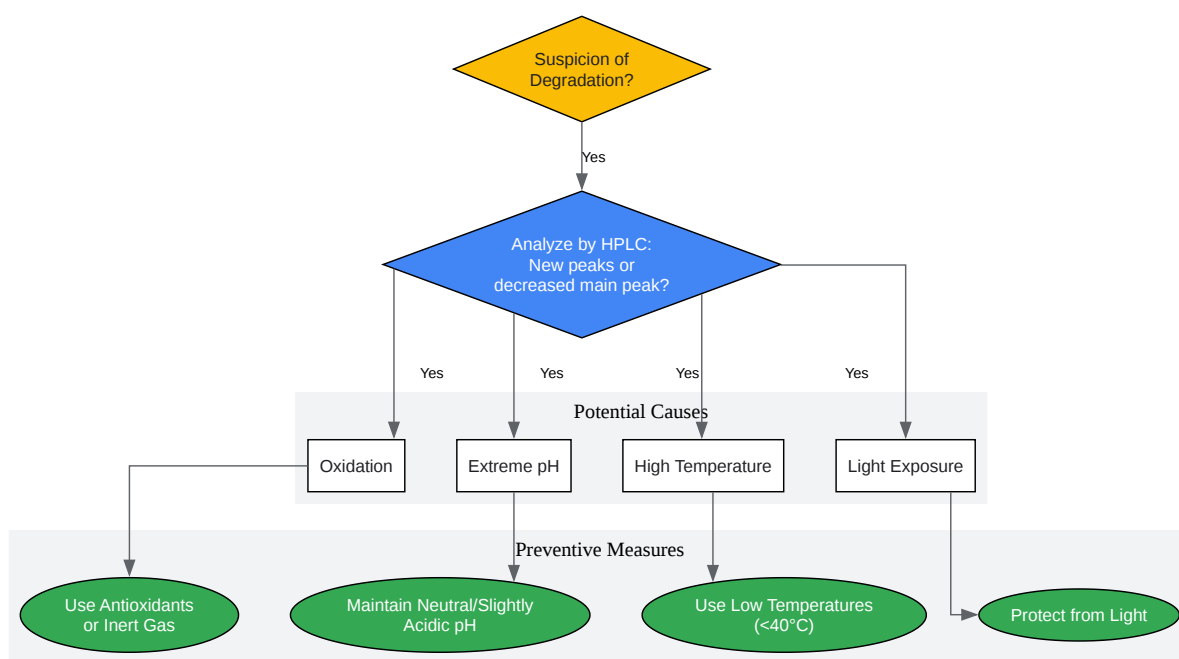 Suspicion of
Degradation?
Yes
Analyze by HPLC:
New peaks or
decreased main peak?
Yes
Yes
Yes
Yes
Potential Causes
Oxidation
Extreme pH
High Temperature
Light Exposure
Preventive Measures
Use Antioxidants
or Inert Gas
Maintain Neutral/Slightly
Acidic pH
Use Low Temperatures
(<40°C)
Protect from Light